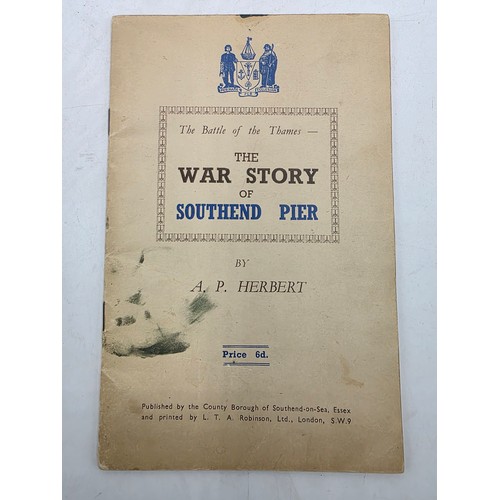 The Battle of the Thames —
THE
WAR STORY
OF
SOUTHEND PIER
BY
A. P. HERBERT
Price 6d.
Published by the County Borough of Southend-on-Sea, Essex
and printed by L. T. A. Robinson, Ltd., London, S.W.9